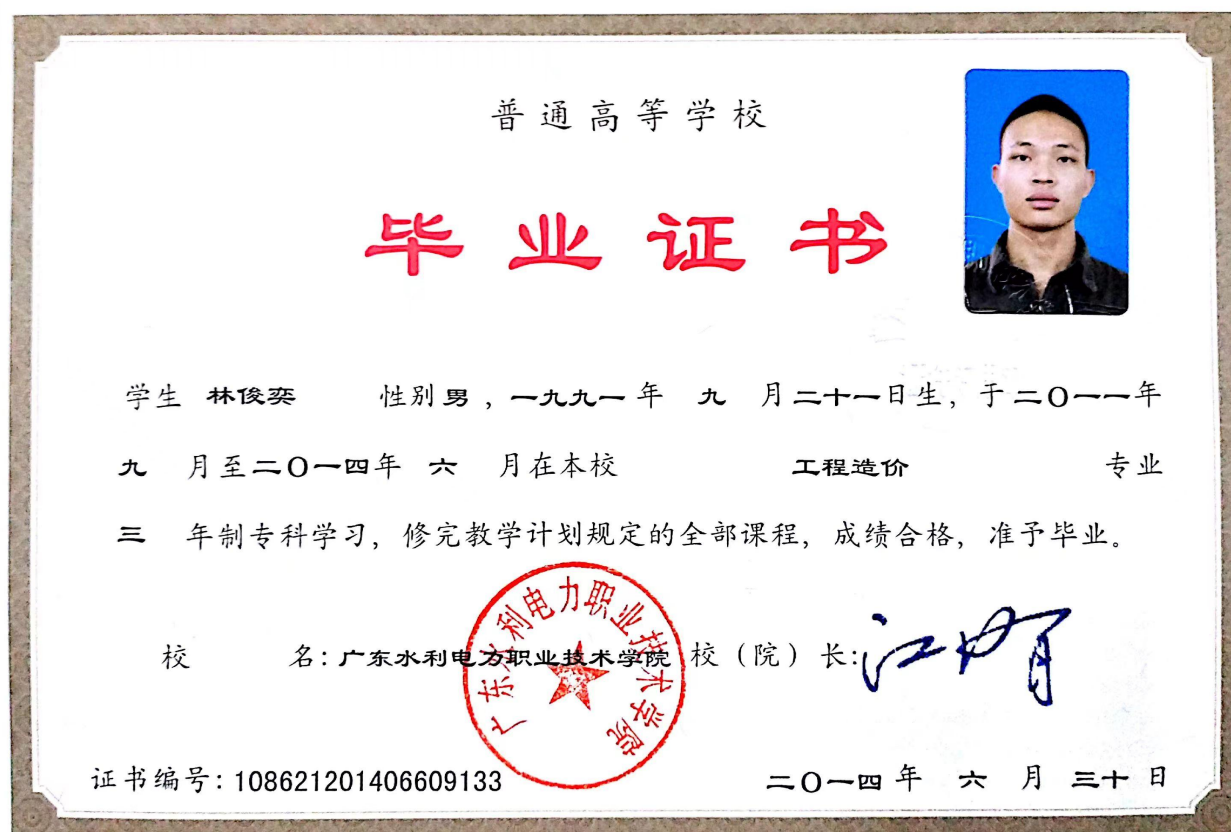 普通高等学校
毕业证书
学生 林俊奕 性别 男，一九九一年 九 月二十一日生，于二〇一一年
九 月至二〇一四年 六 月在本校 工程造价 专业
三 年制专科学习，修完教学计划规定的全部课程，成绩合格，准予毕业。
校 名：广东水利电力职业技术学院 校（院）长：
广东水利电力职业技术学院
证书编号：108621201406609133 二〇一四年 六 月 三十 日